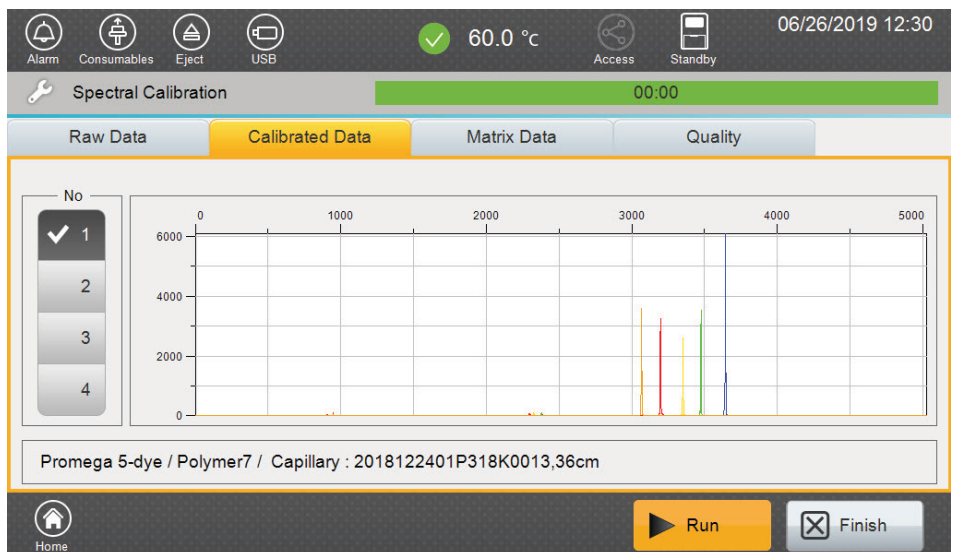 60.0 °c
06/26/2019 12:30
Alarm Consumables Eject USB Access Standby
Spectral Calibration
00:00
Raw Data Calibrated Data Matrix Data Quality
No
1
2
3
4
0 1000 2000 3000 4000 5000
6000
4000
2000
0
Promega 5-dye / Polymer7 / Capillary : 2018122401P318K0013,36cm
Home
Run
Finish